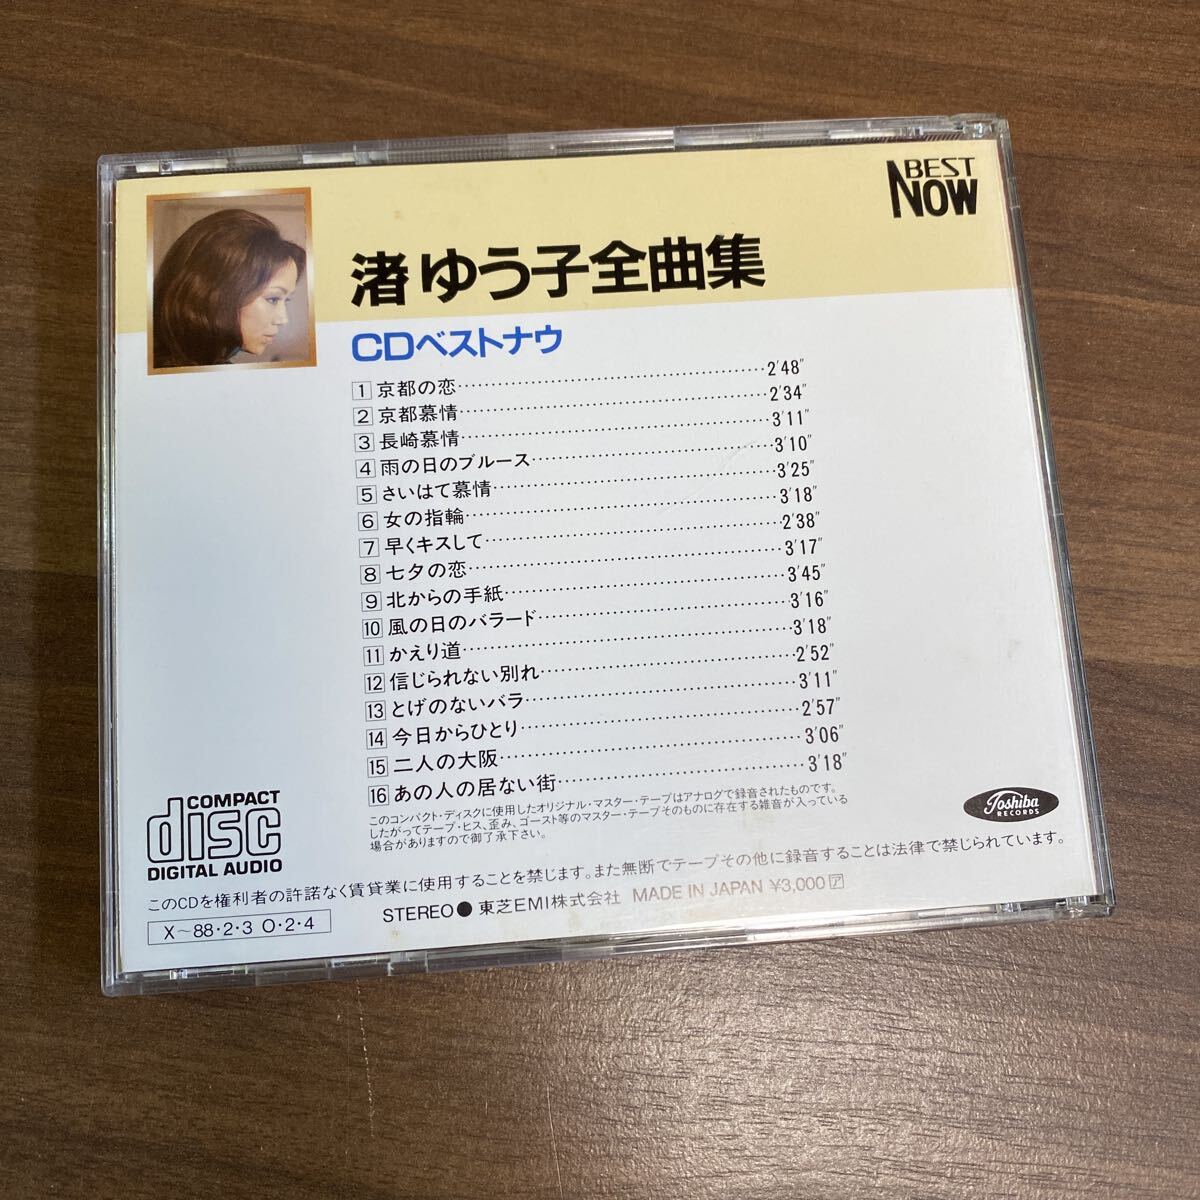 BEST
NOW
渚ゆう子全曲集
CDベストナウ
1 京都の恋 2'48"
2 京都慕情 2'34"
3 長崎慕情 3'11"
4 雨の日のブルース 3'10"
5 さいはて慕情 3'25"
6 女の指輪 3'18"
7 早くキスして 2'38"
8 七夕の恋 3'17"
9 北からの手紙 3'45"
10 風の日のバラード 3'16"
11 かえり道 3'18"
12 信じられない別れ 2'52"
13 とげのないバラ 3'11"
14 今日からひとり 2'57"
15 二人の大阪 3'06"
16 あの人の居ない街 3'18"
このコンパクト・ディスクに使用したオリジナル・マスター・テープはアナログで録音されたものです。
したがってテープ・ヒス、歪み、ゴースト等のマスター・テープそのものに存在する雑音が入っている
場合がありますので御了承下さい。
COMPACT
disc
DIGITAL AUDIO
Toshiba
RECORDS
このCDを権利者の許諾なく賃貸業に使用することを禁じます。また無断でテープその他に録音することは法律で禁じられています。
X〜88・2・3 O・2・4
STEREO● 東芝EMI株式会社 MADE IN JAPAN ¥3,000 ア